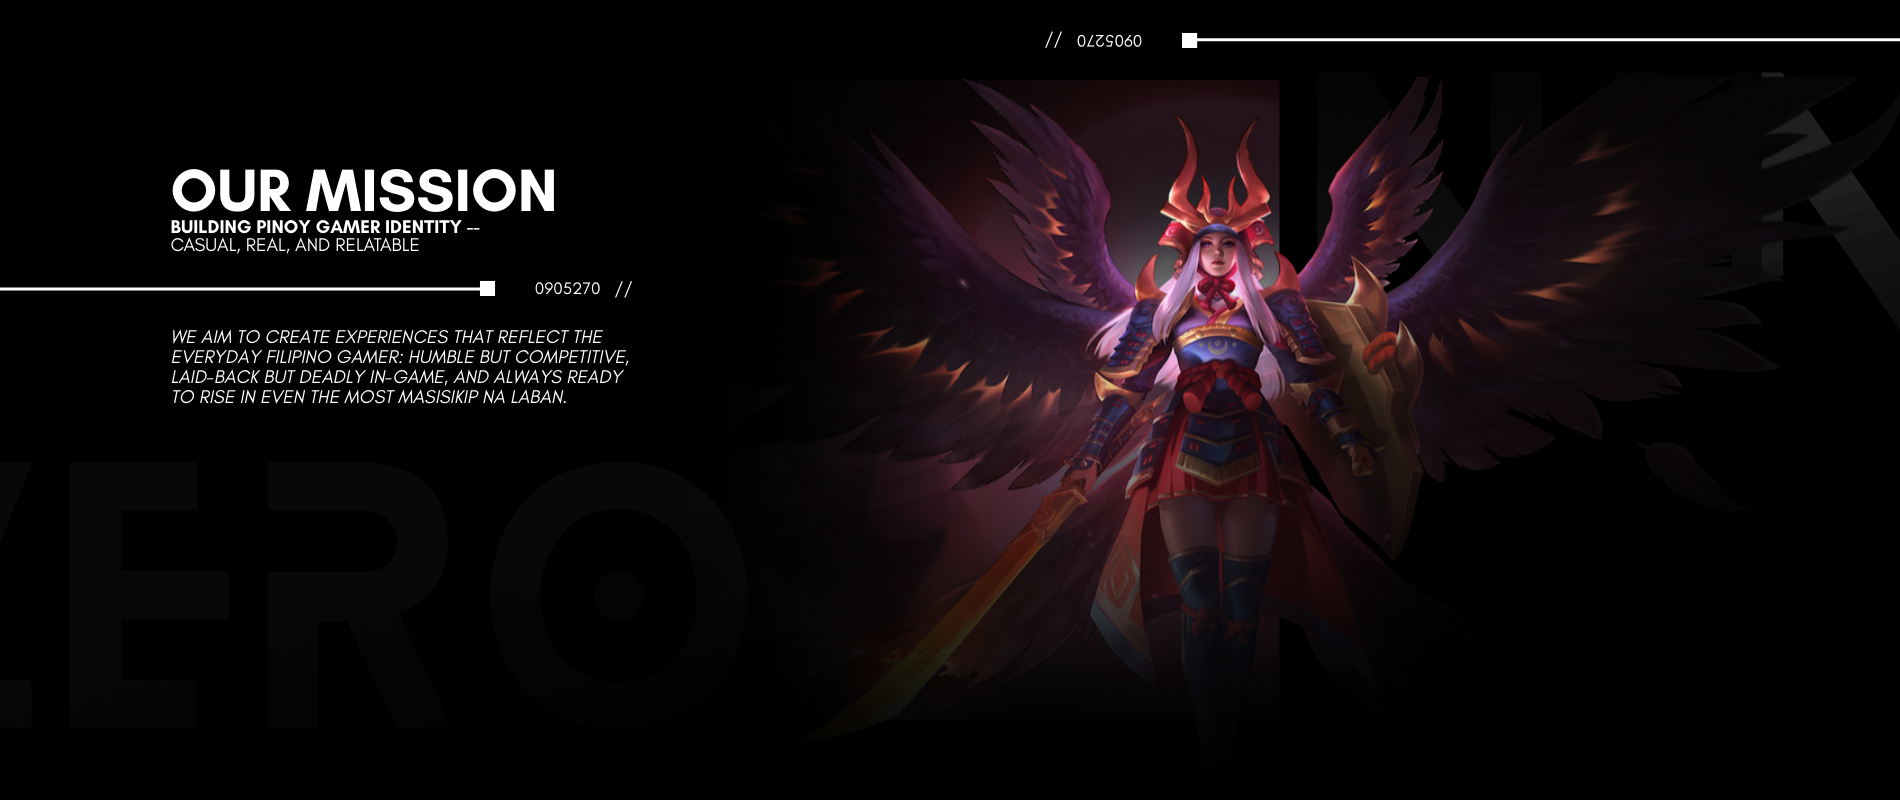 // 0905270
OUR MISSION
BUILDING PINOY GAMER IDENTITY --
CASUAL, REAL, AND RELATABLE
0905270 //
WE AIM TO CREATE EXPERIENCES THAT REFLECT THE
EVERYDAY FILIPINO GAMER: HUMBLE BUT COMPETITIVE,
LAID-BACK BUT DEADLY IN-GAME, AND ALWAYS READY
TO RISE IN EVEN THE MOST MASISIKIP NA LABAN.
ZERO